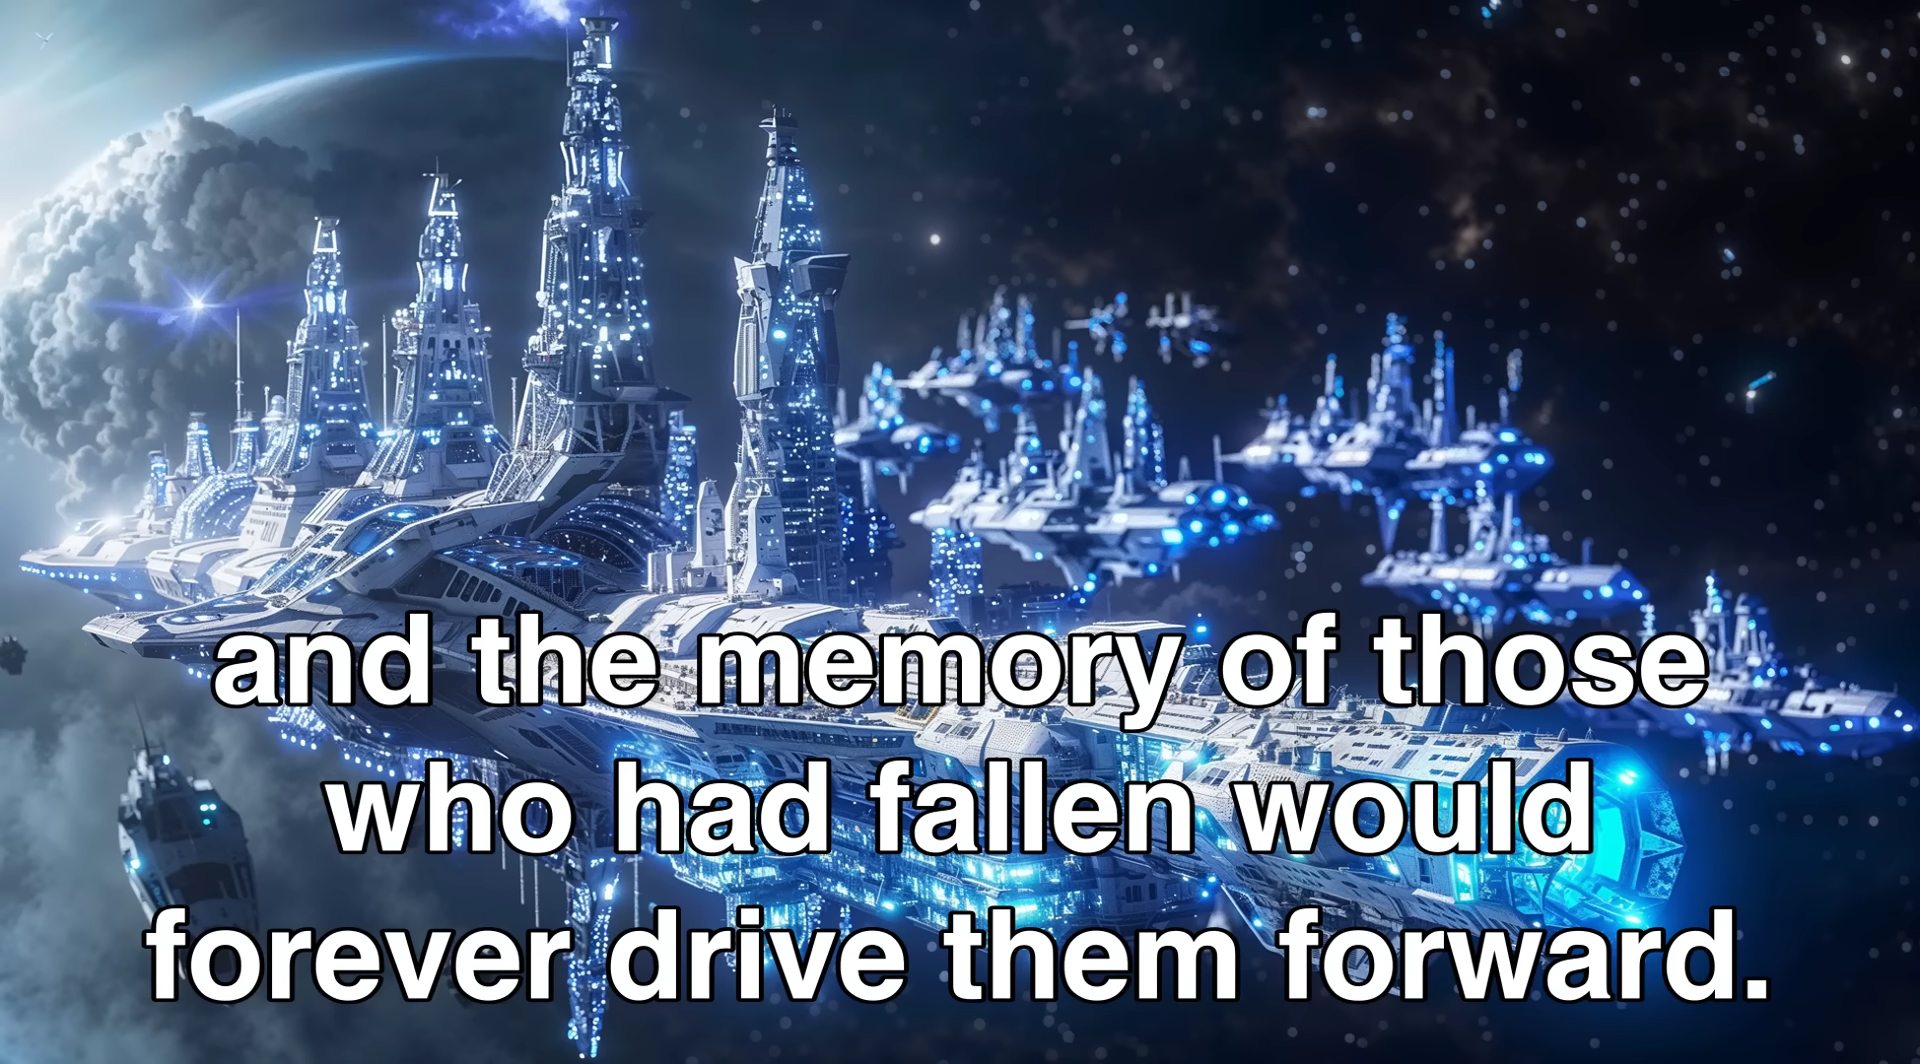 and the memory of those
who had fallen would
forever drive them forward.